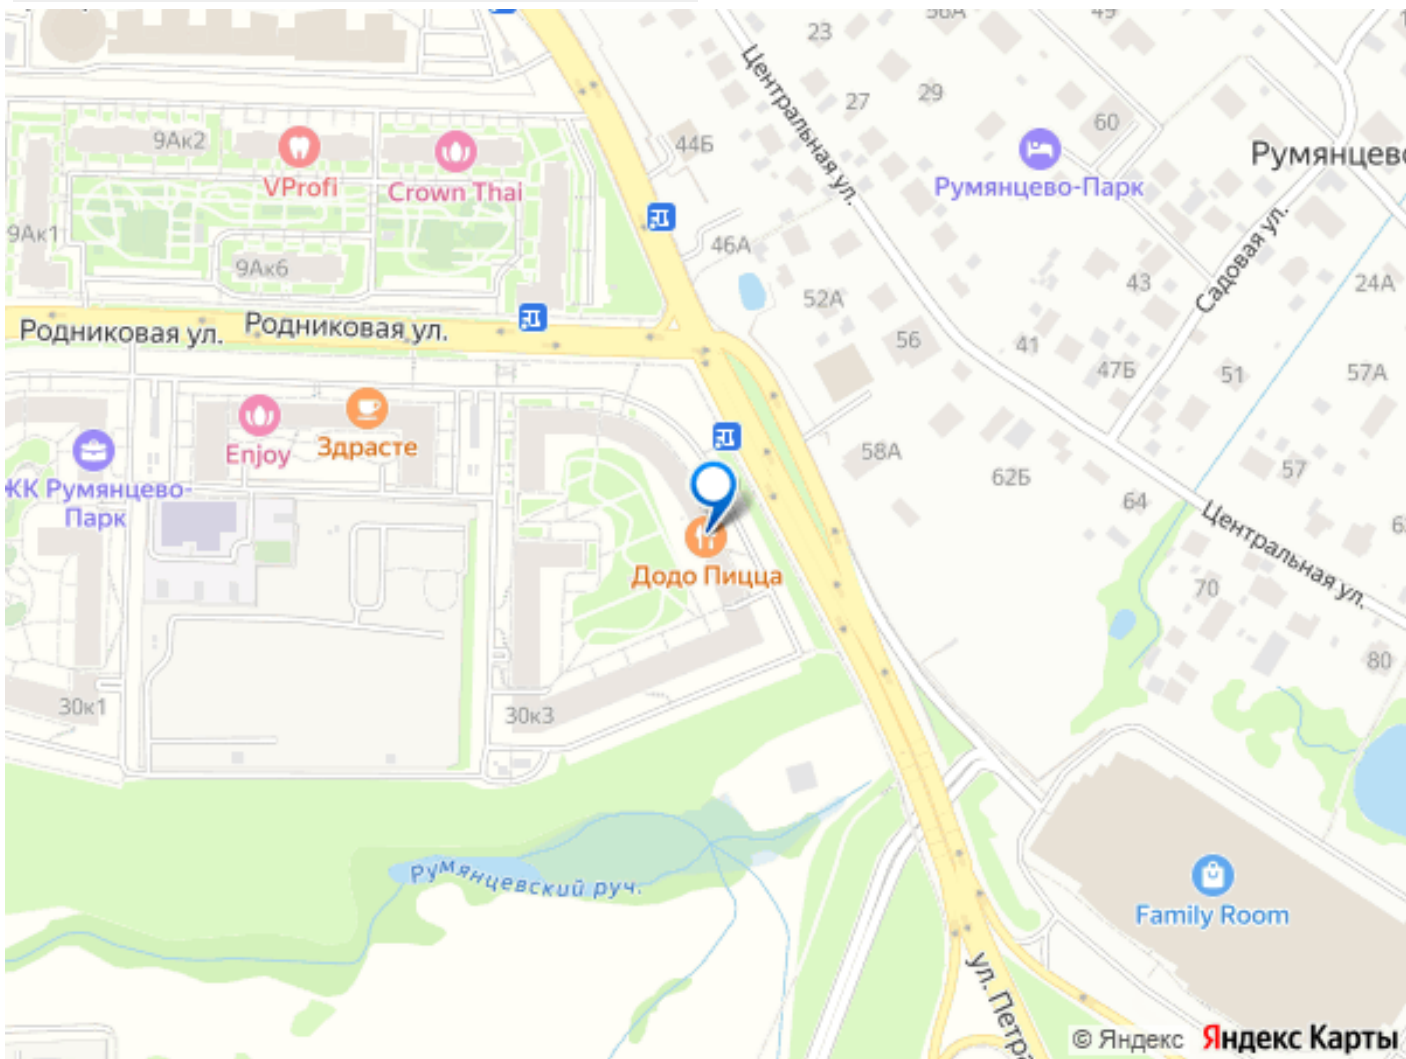 23
49
Центральная ул.
27
29
60
44Б
9Ак2
VProfi
Crown Thai
Румянцево-Парк
Румянцево
Садовая ул.
9Ак1
9Ак6
46А
52А
43
24А
Родниковая ул.
Родниковая ул.
56
41
47Б
51
57А
Enjoy
Здрасте
58А
62Б
57
64
ЖК Румянцево-
Парк
Центральная ул.
Додо Пицца
70
80
30к1
30к3
Румянцевский руч.
Family Room
ул. Петра
© Яндекс
Яндекс Карты